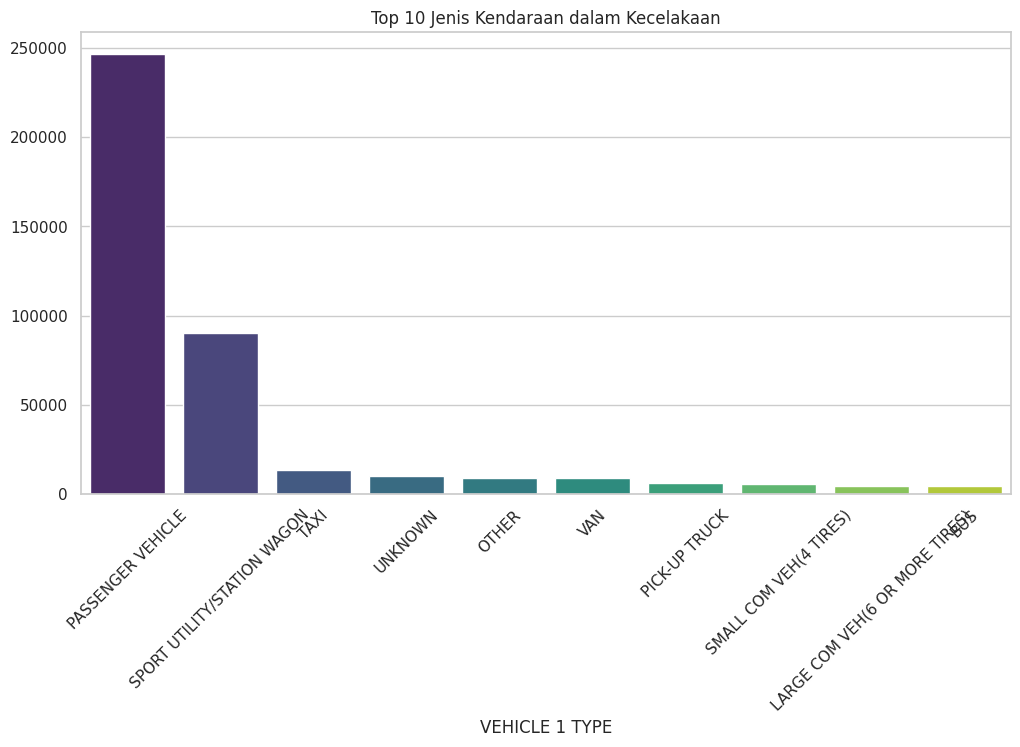 Top 10 Jenis Kendaraan dalam Kecelakaan
250000
200000
150000
100000
50000
0
PASSENGER VEHICLE
SPORT UTILITY/STATION WAGON
TAXI
UNKNOWN
OTHER
VAN
PICK-UP TRUCK
SMALL COM VEH(4 TIRES)
LARGE COM VEH(6 OR MORE TIRES)
BUS
VEHICLE 1 TYPE